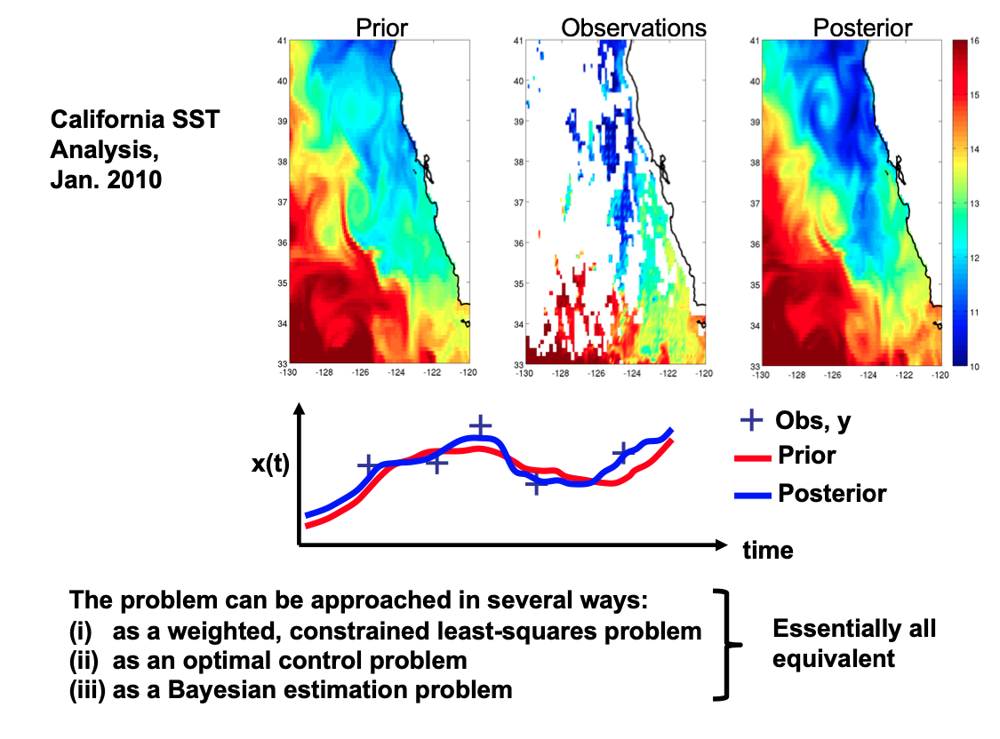 Prior
Observations
Posterior
California SST
Analysis,
Jan. 2010
41
40
39
38
37
36
35
34
33
-130 -128 -126 -124 -122 -120
41
40
39
38
37
36
35
34
33
-130 -128 -126 -124 -122 -120
41
40
39
38
37
36
35
34
33
-130 -128 -126 -124 -122 -120
16
15
14
13
12
11
10
x(t)
time
Obs, y
Prior
Posterior
The problem can be approached in several ways:
(i) as a weighted, constrained least-squares problem
(ii) as an optimal control problem
(iii) as a Bayesian estimation problem
Essentially all
equivalent